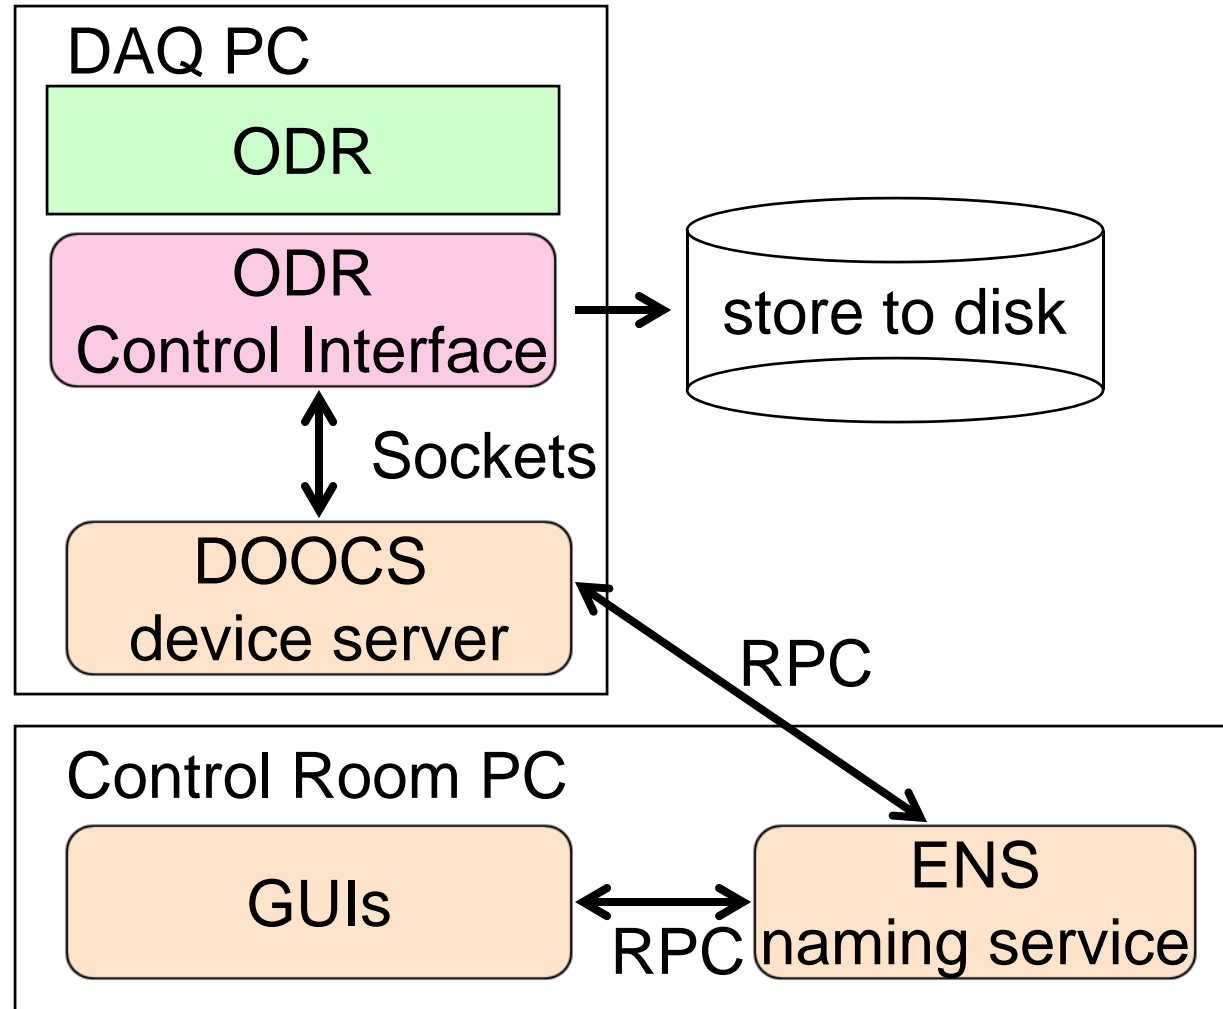 DAQ PC
ODR
ODR
Control Interface
store to disk
Sockets
DOOCS
device server
RPC
Control Room PC
GUIs
RPC
ENS
naming service